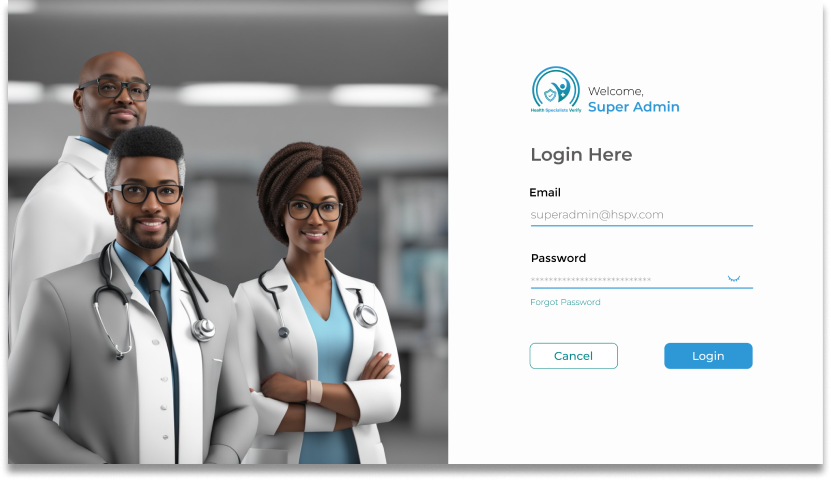 Welcome,
Super Admin
Health Specialists Verify
Login Here
Email
superadmin@hspv.com
Password
***************************
Forgot Password
Cancel
Login